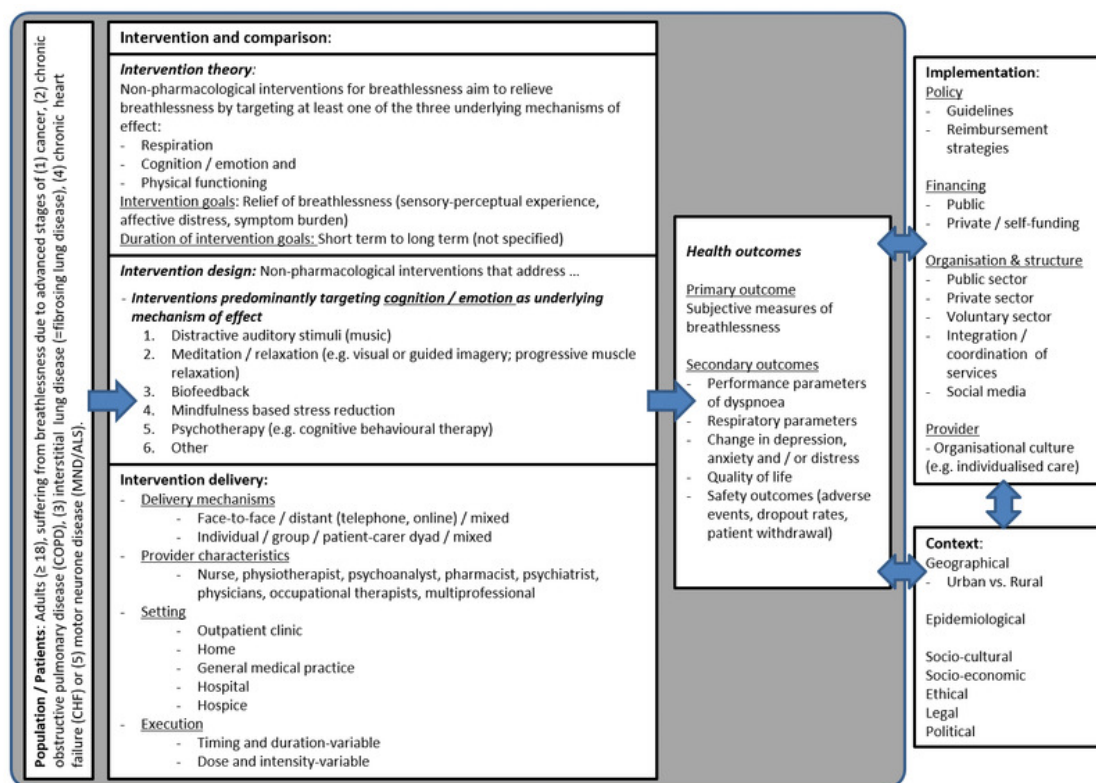 Population / Patients: Adults (≥ 18), suffering from breathlessness due to advanced stages of (1) cancer, (2) chronic
obstructive pulmonary disease (COPD), (3) interstitial lung disease (=fibrosing lung disease), (4) chronic heart
failure (CHF) or (5) motor neurone disease (MND/ALS).
Intervention and comparison:
Intervention theory:
Non-pharmacological interventions for breathlessness aim to relieve
breathlessness by targeting at least one of the three underlying mechanisms of
effect:
- Respiration
- Cognition / emotion and
- Physical functioning
Intervention goals: Relief of breathlessness (sensory-perceptual experience,
affective distress, symptom burden)
Duration of intervention goals: Short term to long term (not specified)
Intervention design: Non-pharmacological interventions that address ...
- Interventions predominantly targeting cognition / emotion as underlying
mechanism of effect
1. Distractive auditory stimuli (music)
2. Meditation / relaxation (e.g. visual or guided imagery; progressive muscle
relaxation)
3. Biofeedback
4. Mindfulness based stress reduction
5. Psychotherapy (e.g. cognitive behavioural therapy)
6. Other
Intervention delivery:
- Delivery mechanisms
- Face-to-face / distant (telephone, online) / mixed
- Individual / group / patient-carer dyad / mixed
- Provider characteristics
- Nurse, physiotherapist, psychoanalyst, pharmacist, psychiatrist,
physicians, occupational therapists, multiprofessional
- Setting
- Outpatient clinic
- Home
- General medical practice
- Hospital
- Hospice
- Execution
- Timing and duration-variable
- Dose and intensity-variable
Health outcomes
Primary outcome
Subjective measures of
breathlessness
Secondary outcomes
- Performance parameters
of dyspnoea
- Respiratory parameters
- Change in depression,
anxiety and / or distress
- Quality of life
- Safety outcomes (adverse
events, dropout rates,
patient withdrawal)
Implementation:
Policy
- Guidelines
- Reimbursement
strategies
Financing
- Public
- Private / self-funding
Organisation & structure
- Public sector
- Private sector
- Voluntary sector
- Integration /
coordination of
services
- Social media
Provider
- Organisational culture
(e.g. individualised care)
Context:
Geographical
- Urban vs. Rural
Epidemiological
Socio-cultural
Socio-economic
Ethical
Legal
Political